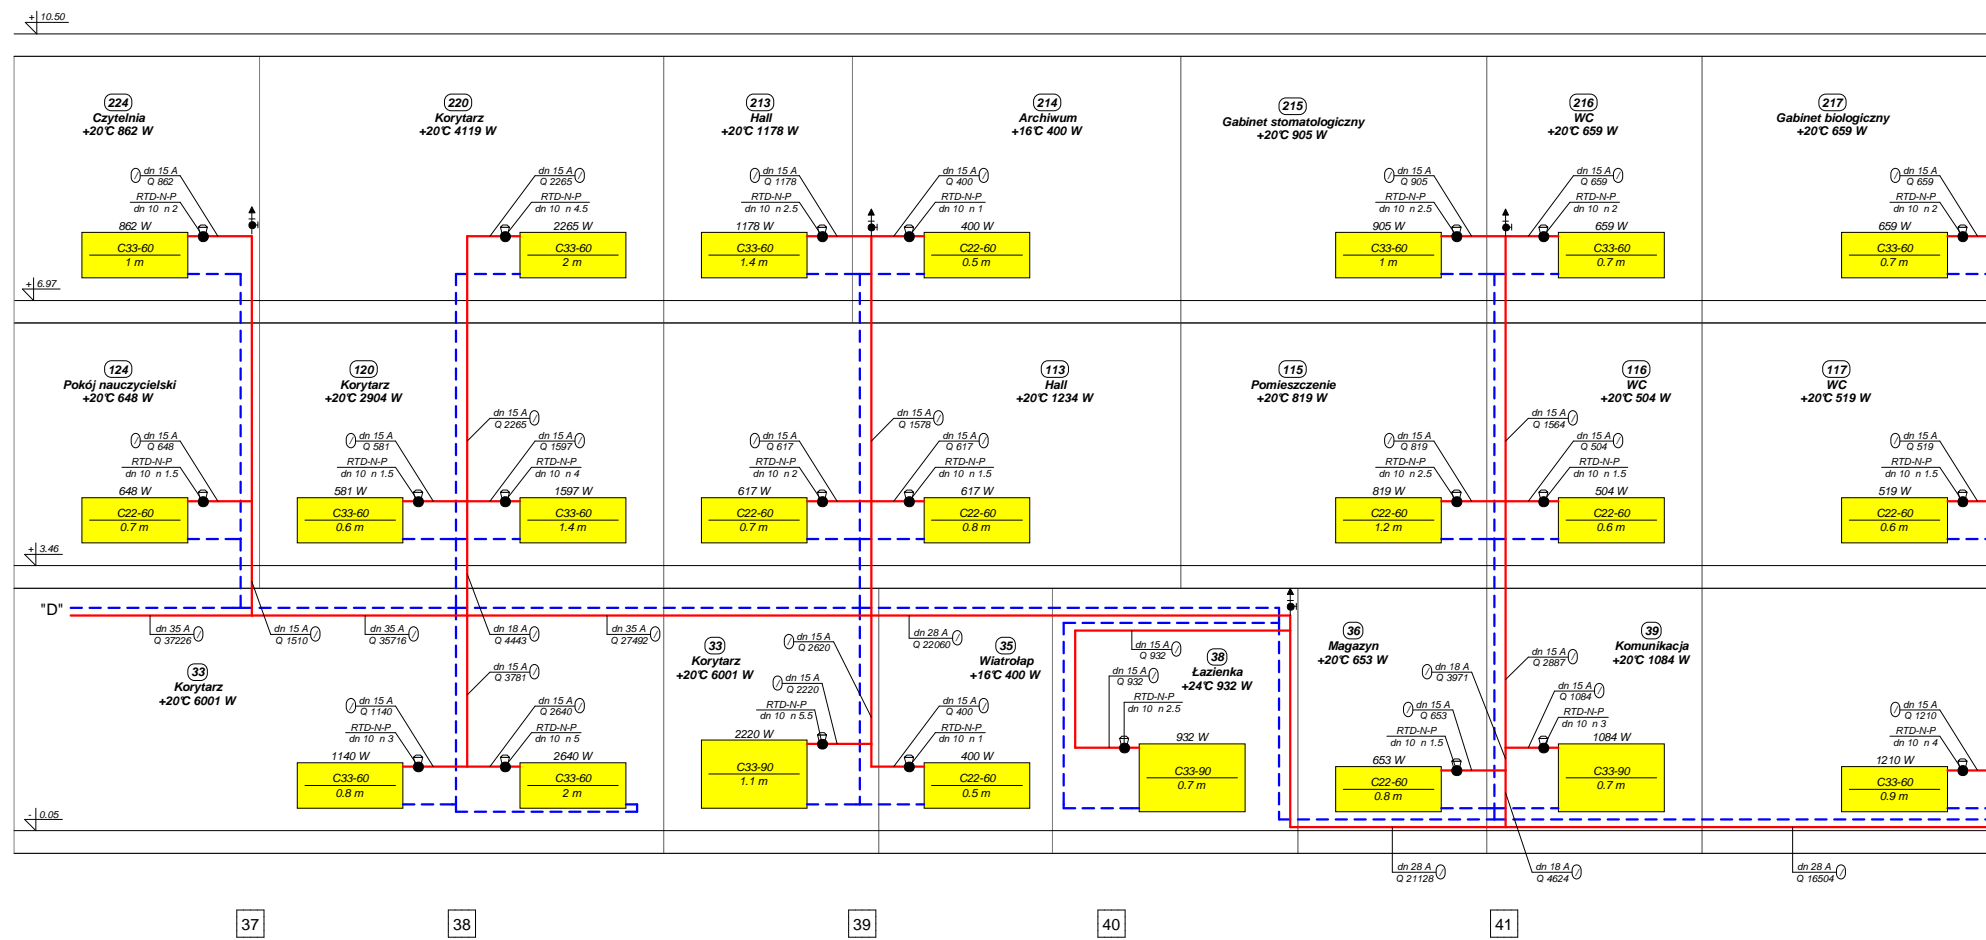 + 10.50
224
Czytelnia
+20°C 862 W
220
Korytarz
+20°C 4119 W
213
Hall
+20°C 1178 W
214
Archiwum
+16°C 400 W
215
Gabinet stomatologiczny
+20°C 905 W
216
WC
+20°C 659 W
217
Gabinet biologiczny
+20°C 659 W
dn 15 A
Q 862
RTD-N-P
dn 10 n 2
862 W
C33-60
1 m
dn 15 A
Q 2265
RTD-N-P
dn 10 n 4.5
2265 W
C33-60
2 m
dn 15 A
Q 1178
RTD-N-P
dn 10 n 2.5
1178 W
C33-60
1.4 m
dn 15 A
Q 400
RTD-N-P
dn 10 n 1
400 W
C22-60
0.5 m
dn 15 A
Q 905
RTD-N-P
dn 10 n 2.5
905 W
C33-60
1 m
dn 15 A
Q 659
RTD-N-P
dn 10 n 2
659 W
C33-60
0.7 m
dn 15 A
Q 659
RTD-N-P
dn 10 n 2
659 W
C33-60
0.7 m
+ 6.97
124
Pokój nauczycielski
+20°C 648 W
120
Korytarz
+20°C 2904 W
113
Hall
+20°C 1234 W
115
Pomieszczenie
+20°C 819 W
116
WC
+20°C 504 W
117
WC
+20°C 519 W
dn 15 A
Q 648
RTD-N-P
dn 10 n 1.5
648 W
C22-60
0.7 m
dn 15 A
Q 581
RTD-N-P
dn 10 n 1.5
581 W
C33-60
0.6 m
dn 15 A
Q 2265
dn 15 A
Q 1597
RTD-N-P
dn 10 n 4
1597 W
C33-60
1.4 m
dn 15 A
Q 617
RTD-N-P
dn 10 n 2
617 W
C22-60
0.7 m
dn 15 A
Q 1578
dn 15 A
Q 617
RTD-N-P
dn 10 n 1.5
617 W
C22-60
0.8 m
dn 15 A
Q 819
RTD-N-P
dn 10 n 2.5
819 W
C22-60
1.2 m
dn 15 A
Q 1564
dn 15 A
Q 504
RTD-N-P
dn 10 n 1.5
504 W
C22-60
0.6 m
dn 15 A
Q 519
RTD-N-P
dn 10 n 1.5
519 W
C22-60
0.6 m
+ 3.46
"D"
dn 35 A
Q 37226
dn 15 A
Q 1510
dn 35 A
Q 35716
dn 18 A
Q 4443
dn 35 A
Q 27492
dn 28 A
Q 22060
33
Korytarz
+20°C 6001 W
33
Korytarz
+20°C 6001 W
35
Wiatrołap
+16°C 400 W
38
Łazienka
+24°C 932 W
36
Magazyn
+20°C 653 W
39
Komunikacja
+20°C 1084 W
dn 15 A
Q 3781
dn 15 A
Q 1140
RTD-N-P
dn 10 n 3
1140 W
C33-60
0.8 m
dn 15 A
Q 2640
RTD-N-P
dn 10 n 5
2640 W
C33-60
2 m
dn 15 A
Q 2620
dn 15 A
Q 2220
RTD-N-P
dn 10 n 5.5
2220 W
C33-90
1.1 m
dn 15 A
Q 400
RTD-N-P
dn 10 n 1
400 W
C22-60
0.5 m
dn 15 A
Q 932
dn 15 A
Q 932
RTD-N-P
dn 10 n 2.5
932 W
C33-90
0.7 m
dn 18 A
Q 3971
dn 15 A
Q 653
RTD-N-P
dn 10 n 1.5
653 W
C22-60
0.8 m
dn 15 A
Q 2887
dn 15 A
Q 1084
RTD-N-P
dn 10 n 3
1084 W
C33-90
0.7 m
dn 15 A
Q 1210
RTD-N-P
dn 10 n 4
1210 W
C33-60
0.9 m
- 0.05
dn 28 A
Q 21128
dn 18 A
Q 4624
dn 28 A
Q 16504
37
38
39
40
41